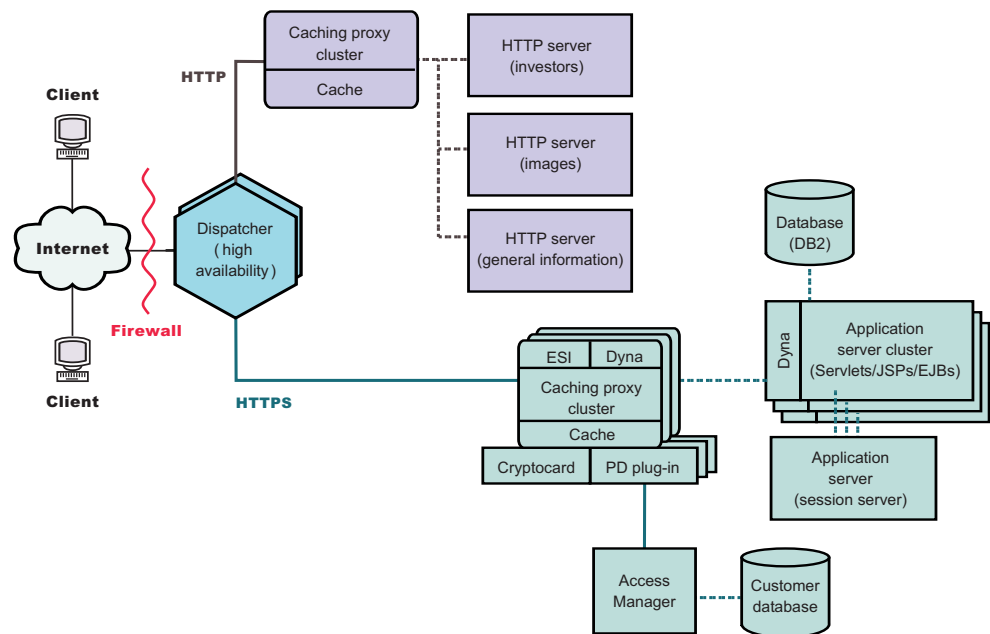 Caching proxy
cluster
Cache
HTTP server
(investors)
HTTP
Client
HTTP server
(images)
Dispatcher
( high
availability )
Internet
HTTP server
(general information)
Database
(DB2)
Firewall
Client
HTTPS
ESI
Dyna
Caching proxy
cluster
Cache
Cryptocard
PD plug-in
Dyna
Application
server cluster
(Servlets/JSPs/EJBs)
Application
server
(session server)
Access
Manager
Customer
database